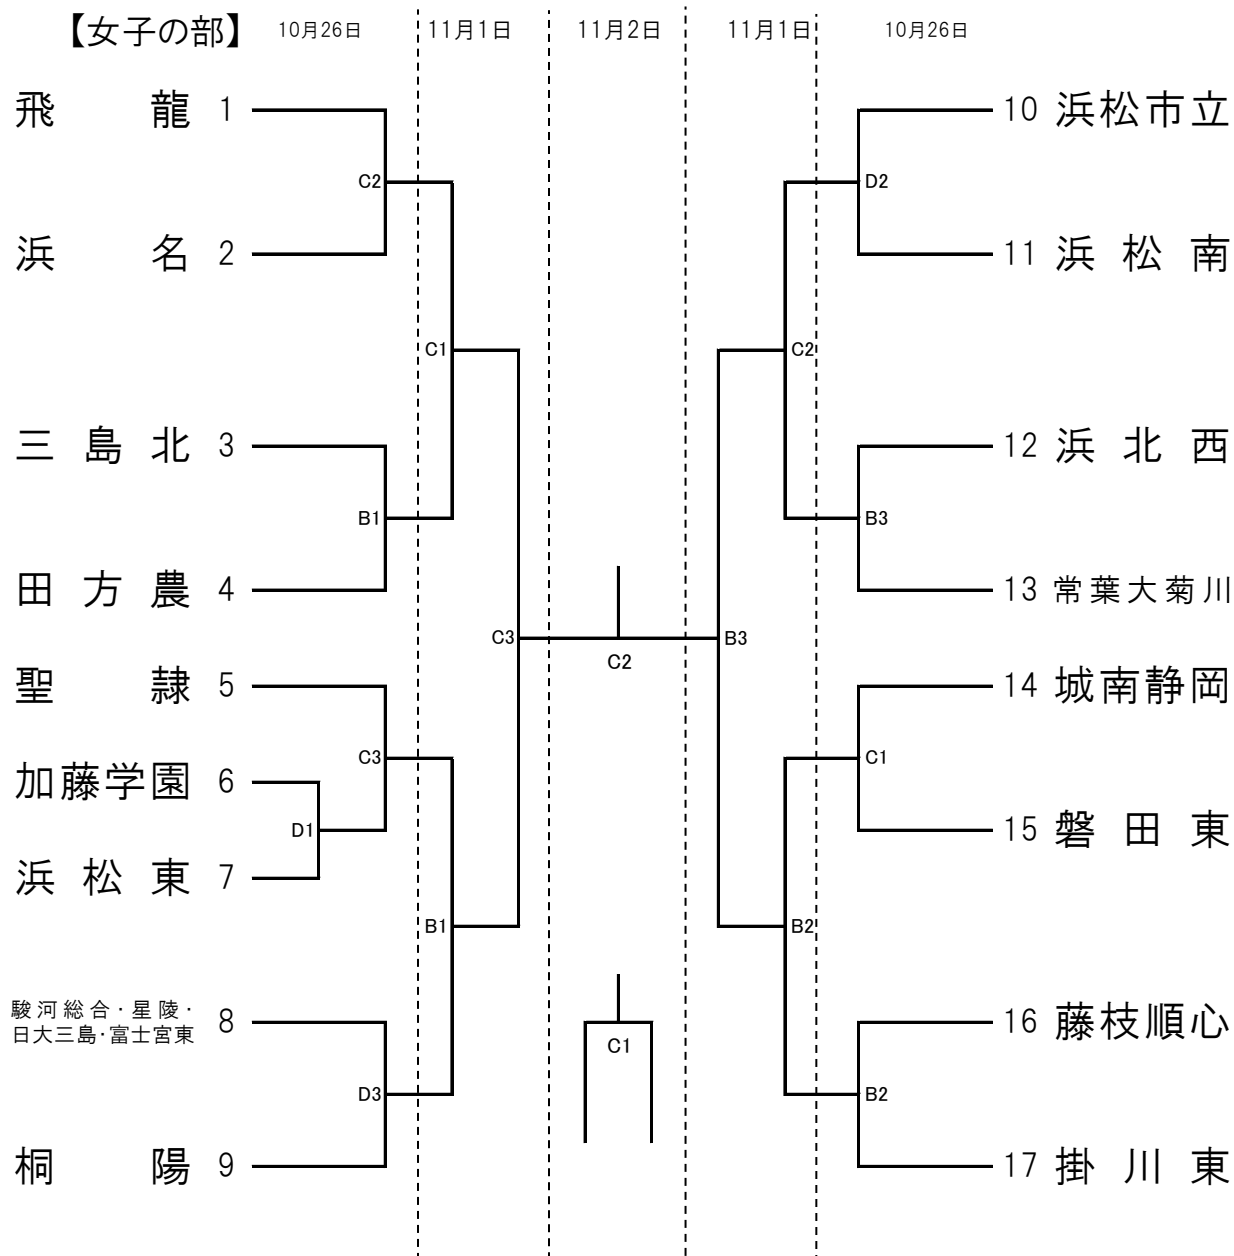 【女子の部】 10月26日 11月1日 11月2日 11月1日 10月26日
飛龍 1
C2
浜名 2
C1
三島北 3
B1
田方農 4
C3
聖隷 5
C3
加藤学園 6
D1
浜松東 7
B1
駿河総合・星陵・
日大三島・富士宮東 8
D3
桐陽 9
C2
C1
10 浜松市立
D2
11 浜松南
C2
12 浜北西
B3
13 常葉大菊川
B3
14 城南静岡
C1
15 磐田東
B2
16 藤枝順心
B2
17 掛川東